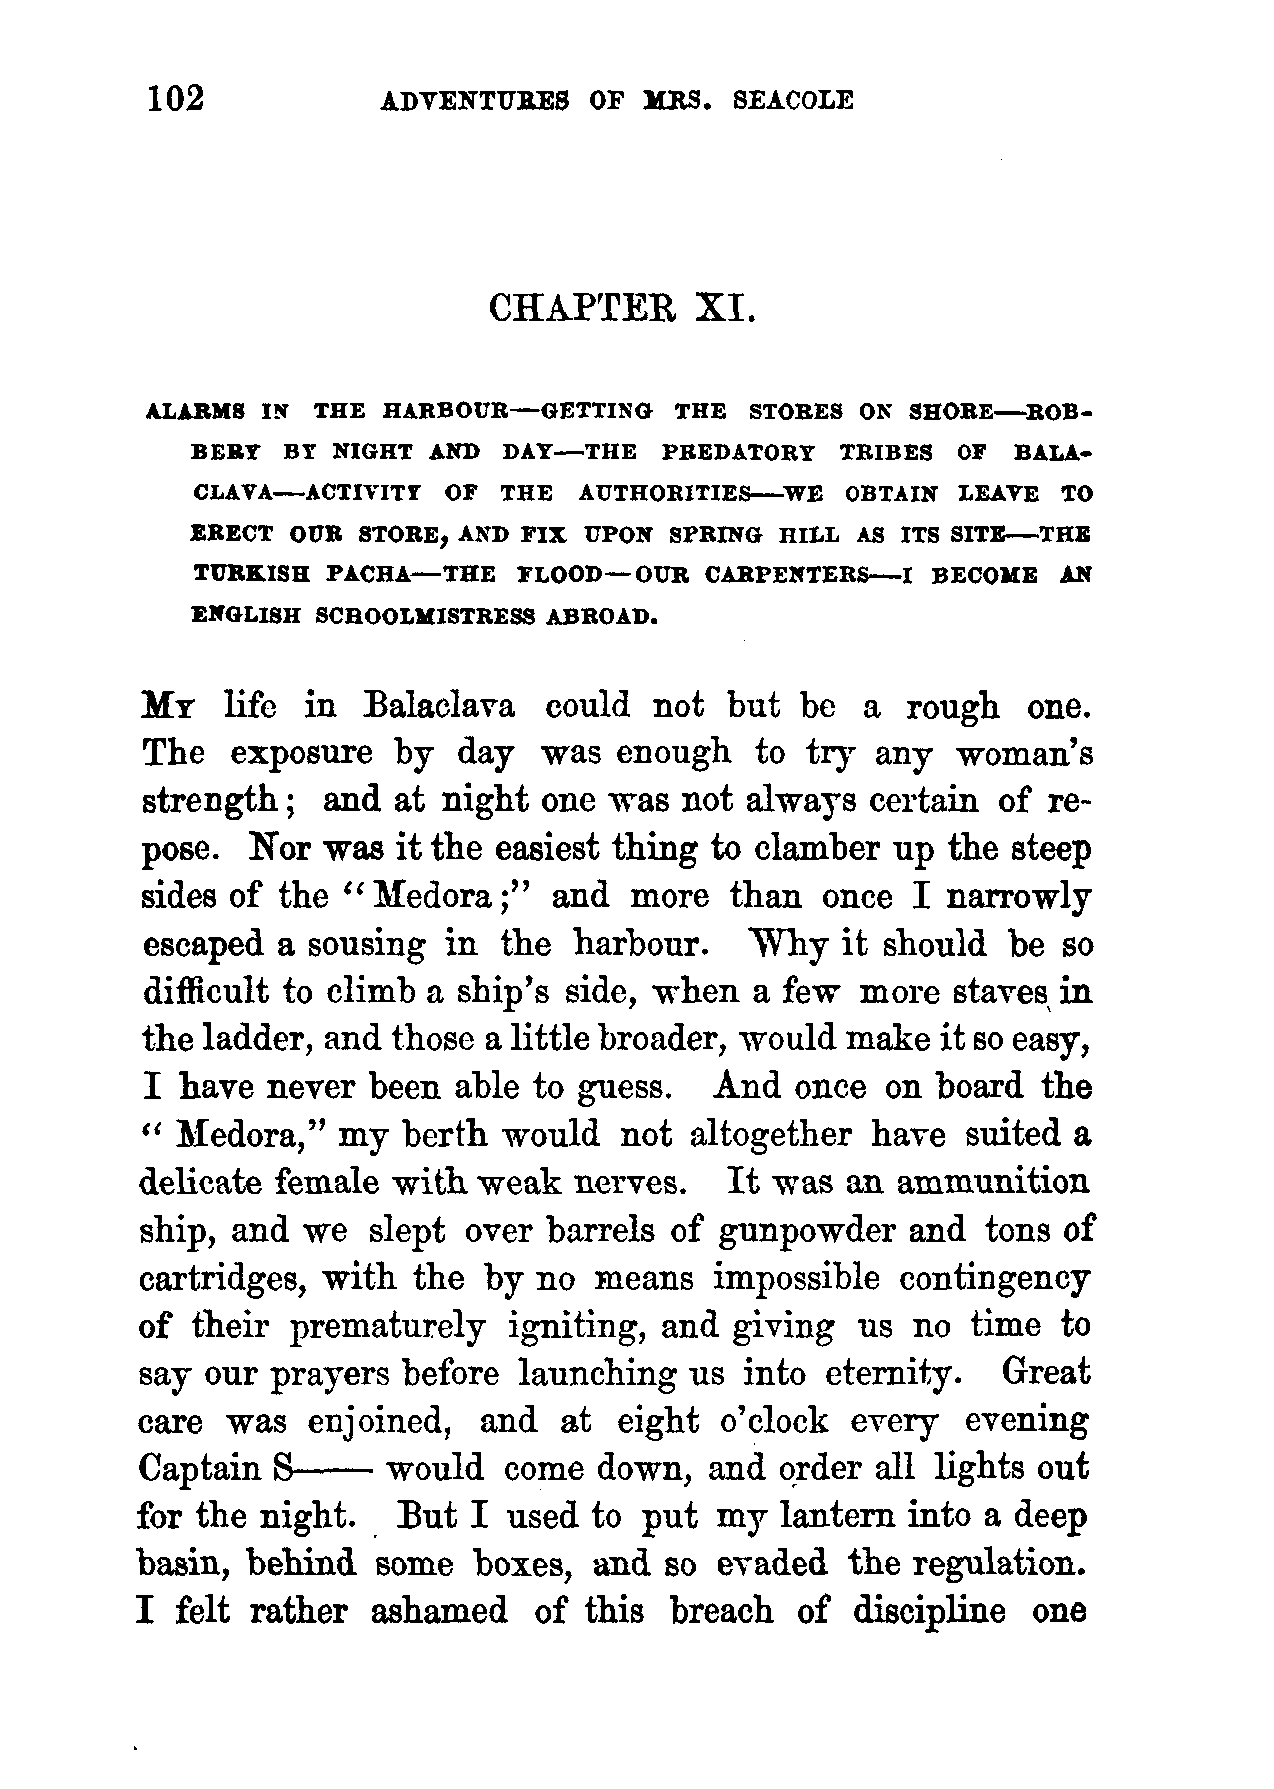 102 ADVENTURES OF MRS. SEACOLE
CHAPTER XI.
ALARMS IN THE HARBOUR—GETTING THE STORES ON SHORE—ROB-
BERY BY NIGHT AND DAY—THE PREDATORY TRIBES OF BALA-
CLAVA—ACTIVITY OF THE AUTHORITIES—WE OBTAIN LEAVE TO
ERECT OUR STORE, AND FIX UPON SPRING HILL AS ITS SITE—THE
TURKISH PACHA—THE FLOOD—OUR CARPENTERS—I BECOME AN
ENGLISH SCHOOLMISTRESS ABROAD.
MY life in Balaclava could not but be a rough one.
The exposure by day was enough to try any woman's
strength; and at night one was not always certain of re-
pose. Nor was it the easiest thing to clamber up the steep
sides of the "Medora;" and more than once I narrowly
escaped a sousing in the harbour. Why it should be so
difficult to climb a ship's side, when a few more staves in
the ladder, and those a little broader, would make it so easy,
I have never been able to guess. And once on board the
"Medora," my berth would not altogether have suited a
delicate female with weak nerves. It was an ammunition
ship, and we slept over barrels of gunpowder and tons of
cartridges, with the by no means impossible contingency
of their prematurely igniting, and giving us no time to
say our prayers before launching us into eternity. Great
care was enjoined, and at eight o'clock every evening
Captain S—— would come down, and order all lights out
for the night. But I used to put my lantern into a deep
basin, behind some boxes, and so evaded the regulation.
I felt rather ashamed of this breach of discipline one